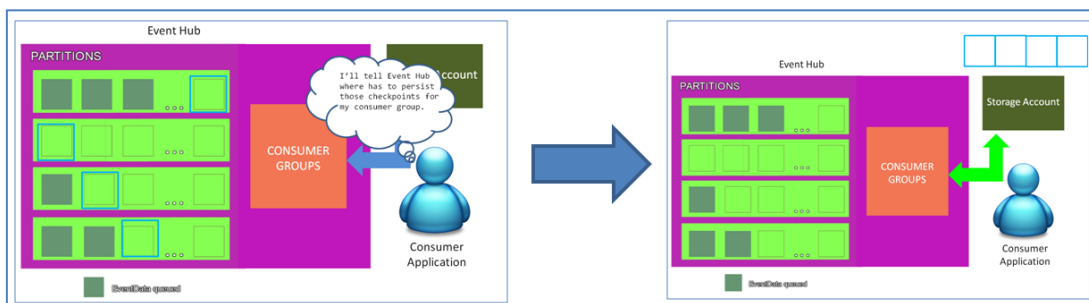 Event Hub
PARTITIONS
I'll tell Event Hub
where has to persist
those checkpoints for
my consumer group.
Account
CONSUMER
GROUPS
Consumer
Application
EventData queued
Event Hub
PARTITIONS
Storage Account
CONSUMER
GROUPS
Consumer
Application
EventData queued